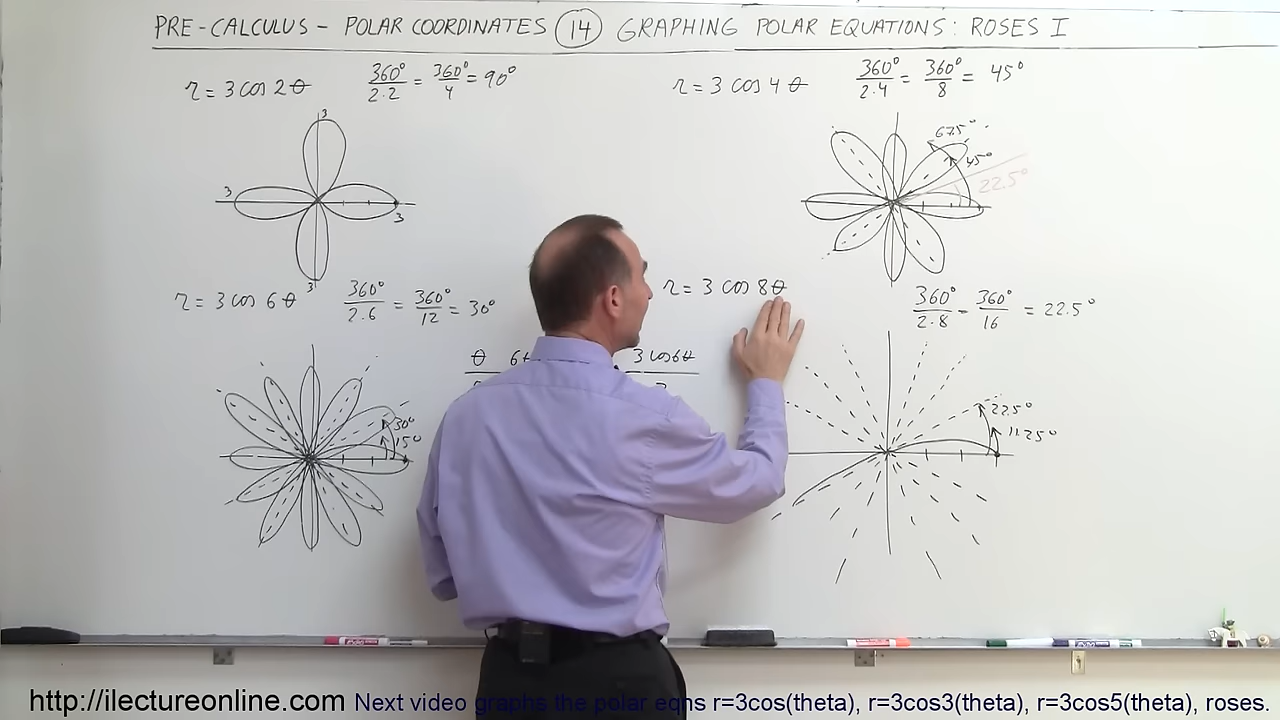 PRE-CALCULUS - POLAR COORDINATES 14 GRAPHING POLAR EQUATIONS: ROSES I
r = 3 cos 2θ 360°/2·2 = 360°/4 = 90°
3
3
3
3
r = 3 cos 4θ 360°/2·4 = 360°/8 = 45°
67.5°
45°
22.5°
r = 3 cos 6θ 360°/2·6 = 360°/12 = 30°
30°
15°
θ 3 cos6θ
r = 3 cos 8θ 360°/2·8 = 360°/16 = 22.5°
22.5°
11.25°
http://ilectureonline.com Next video graphs the polar eqns r=3cos(theta), r=3cos3(theta), r=3cos5(theta), roses.